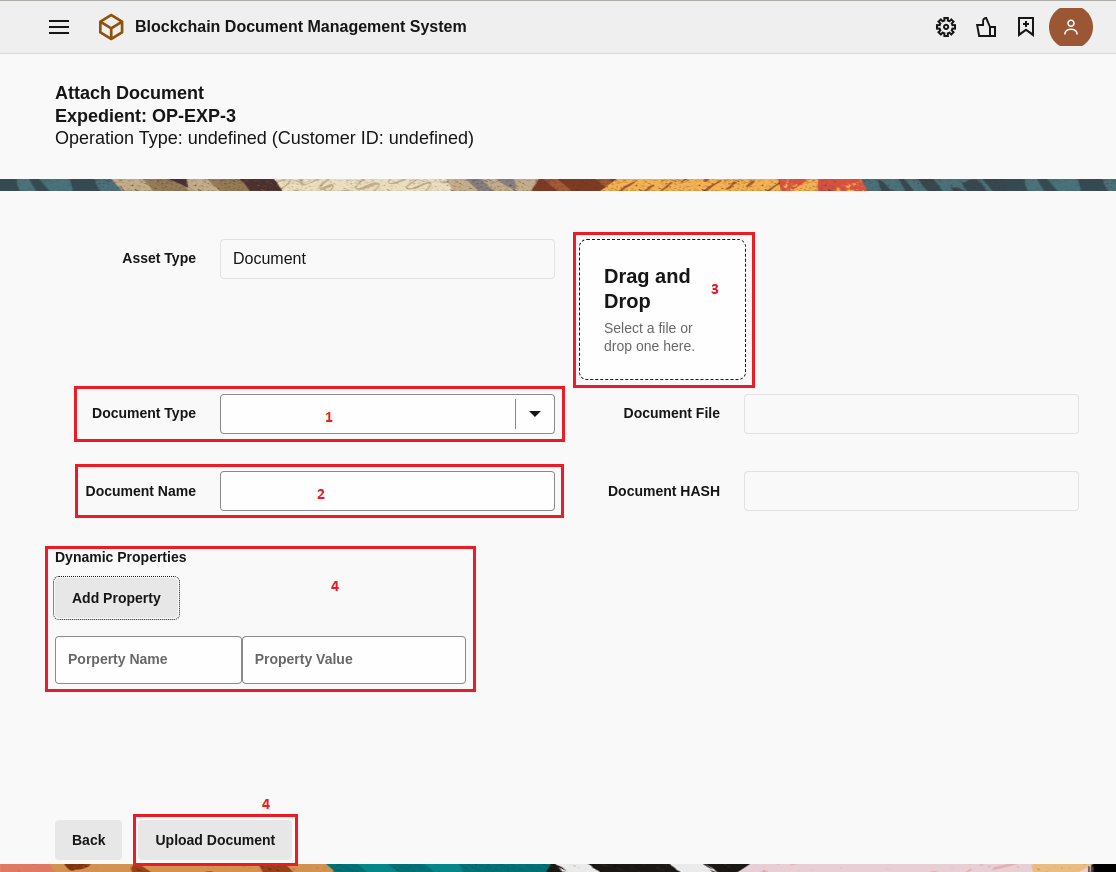 Blockchain Document Management System
Attach Document
Expedient: OP-EXP-3
Operation Type: undefined (Customer ID: undefined)
Asset Type
Document
Drag and
Drop
3
Select a file or
drop one here.
Document Type
1
Document File
Document Name
2
Document HASH
Dynamic Properties
4
Add Property
Porperty Name
Property Value
4
Back
Upload Document